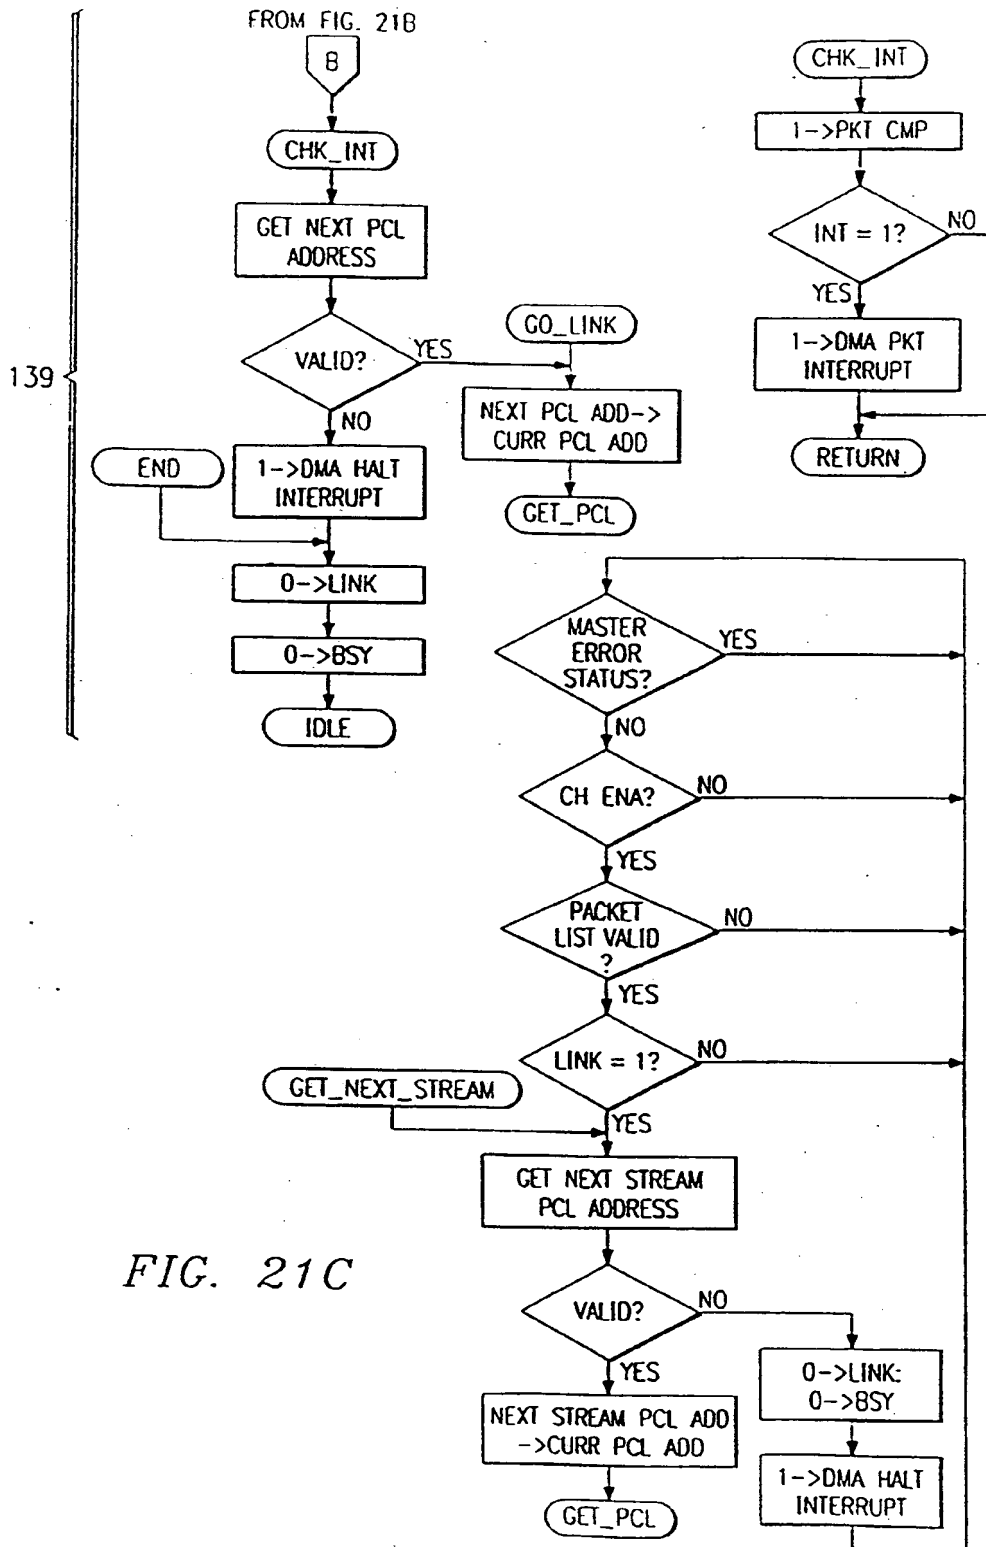 FROM FIG. 21B
B
CHK_INT
GET NEXT PCL
ADDRESS
VALID?
YES
NO
GO_LINK
NEXT PCL ADD->
CURR PCL ADD
GET_PCL
139
END
1->DMA HALT
INTERRUPT
0->LINK
0->BSY
IDLE
CHK_INT
1->PKT CMP
INT = 1?
NO
YES
1->DMA PKT
INTERRUPT
RETURN
MASTER
ERROR
STATUS?
YES
NO
CH ENA?
NO
YES
PACKET
LIST VALID
?
NO
YES
LINK = 1?
NO
YES
GET_NEXT_STREAM
GET NEXT STREAM
PCL ADDRESS
VALID?
NO
YES
0->LINK:
0->BSY
NEXT STREAM PCL ADD
->CURR PCL ADD
1->DMA HALT
INTERRUPT
GET_PCL
FIG. 21C